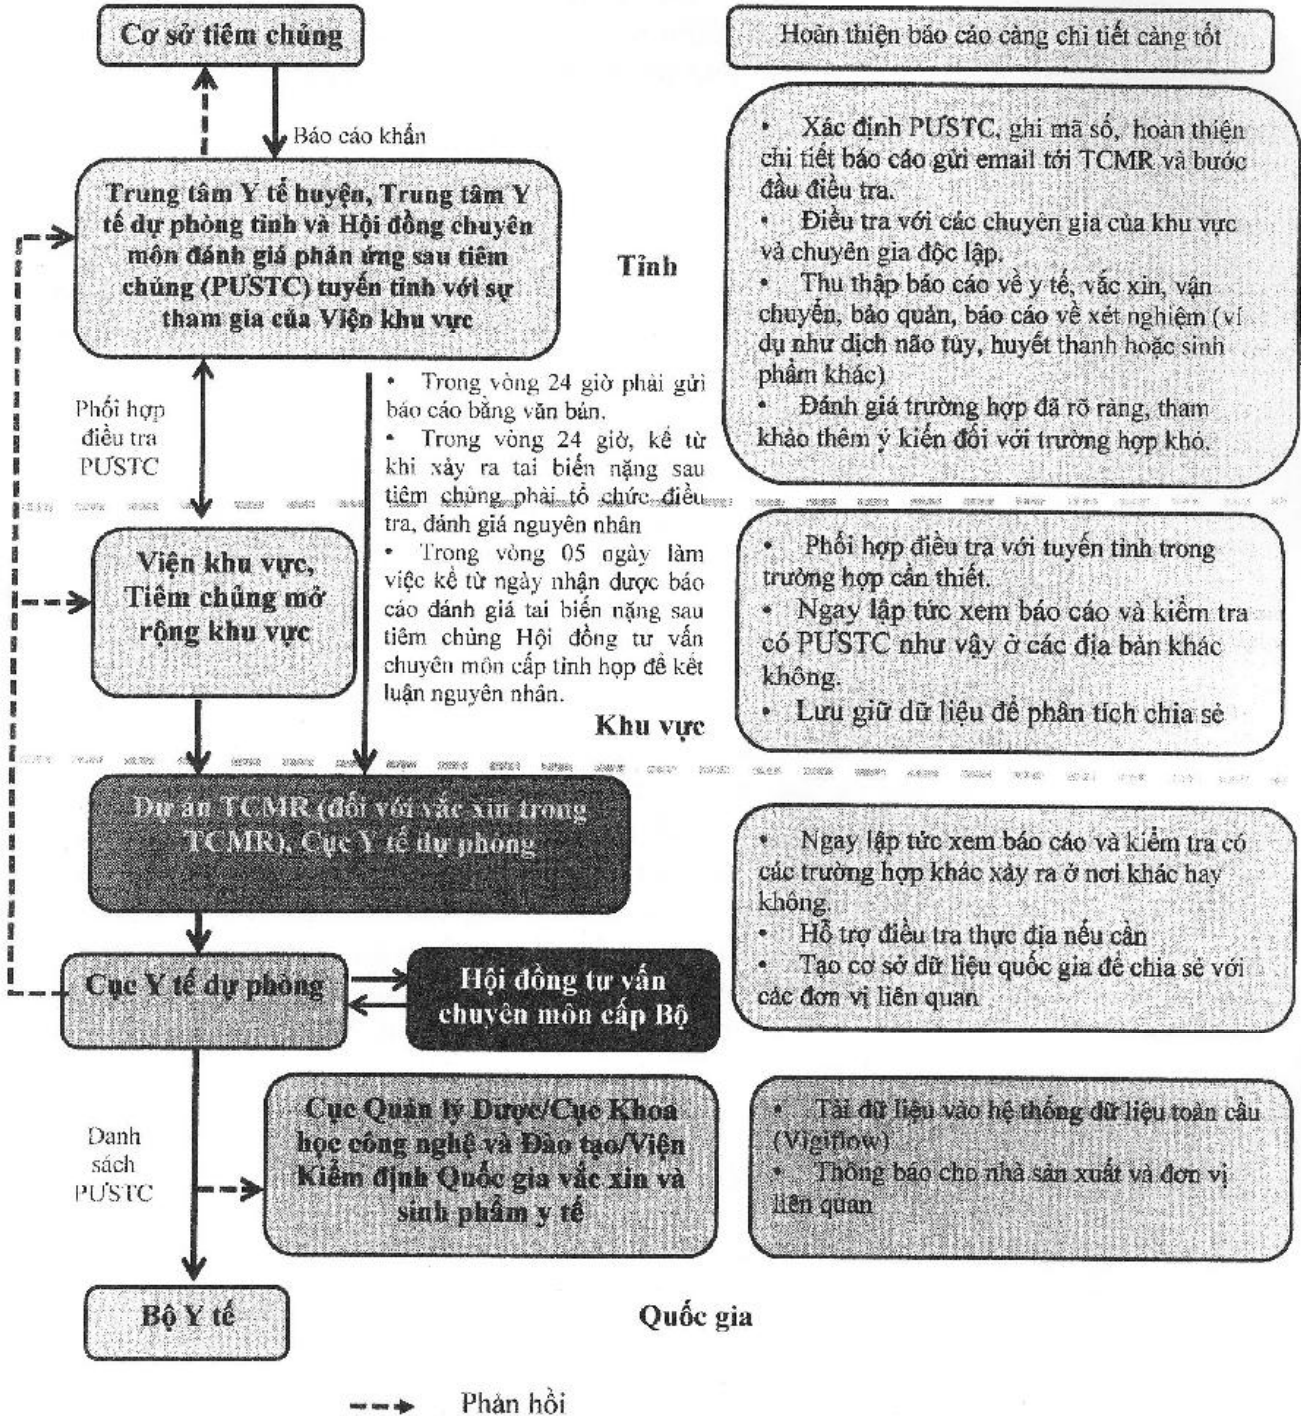 Cơ sở tiêm chủng
Hoàn thiện báo cáo càng chi tiết càng tốt
Báo cáo khẩn
Trung tâm Y tế huyện, Trung tâm Y
tế dự phòng tỉnh và Hội đồng chuyên
môn đánh giá phản ứng sau tiêm
chủng (PƯSTC) tuyến tỉnh với sự
tham gia của Viện khu vực
Tỉnh
• Xác định PƯSTC, ghi mã số, hoàn thiện
chi tiết báo cáo gửi email tới TCMR và bước
đầu điều tra.
• Điều tra với các chuyên gia của khu vực
và chuyên gia độc lập.
• Thu thập báo cáo về y tế, vắc xin, vận
chuyển, bảo quản, báo cáo về xét nghiệm (ví
dụ như dịch não tủy, huyết thanh hoặc sinh
phẩm khác)
• Đánh giá trường hợp đã rõ ràng, tham
khảo thêm ý kiến đối với trường hợp khó.
Phối hợp
điều tra
PƯSTC
• Trong vòng 24 giờ phải gửi
báo cáo bằng văn bản.
• Trong vòng 24 giờ, kể từ
khi xảy ra tai biến nặng sau
tiêm chủng phải tổ chức điều
tra, đánh giá nguyên nhân
• Trong vòng 05 ngày làm
việc kể từ ngày nhận được báo
cáo đánh giá tai biến nặng sau
tiêm chủng Hội đồng tư vấn
chuyên môn cấp tỉnh họp để kết
luận nguyên nhân.
Viện khu vực,
Tiêm chủng mở
rộng khu vực
Khu vực
• Phối hợp điều tra với tuyến tỉnh trong
trường hợp cần thiết.
• Ngay lập tức xem báo cáo và kiểm tra
có PƯSTC như vậy ở các địa bàn khác
không.
• Lưu giữ dữ liệu để phân tích chia sẻ
Dự án TCMR (đối với vắc xin trong
TCMR), Cục Y tế dự phòng
• Ngay lập tức xem báo cáo và kiểm tra có
các trường hợp khác xảy ra ở nơi khác hay
không.
• Hỗ trợ điều tra thực địa nếu cần
• Tạo cơ sở dữ liệu quốc gia để chia sẻ với
các đơn vị liên quan
Cục Y tế dự phòng
Hội đồng tư vấn
chuyên môn cấp Bộ
Danh
sách
PƯSTC
Cục Quản lý Dược/Cục Khoa
học công nghệ và Đào tạo/Viện
Kiểm định Quốc gia vắc xin và
sinh phẩm y tế
• Tải dữ liệu vào hệ thống dữ liệu toàn cầu
(Vigiflow)
• Thông báo cho nhà sản xuất và đơn vị
liên quan
Bộ Y tế
Quốc gia
Phản hồi